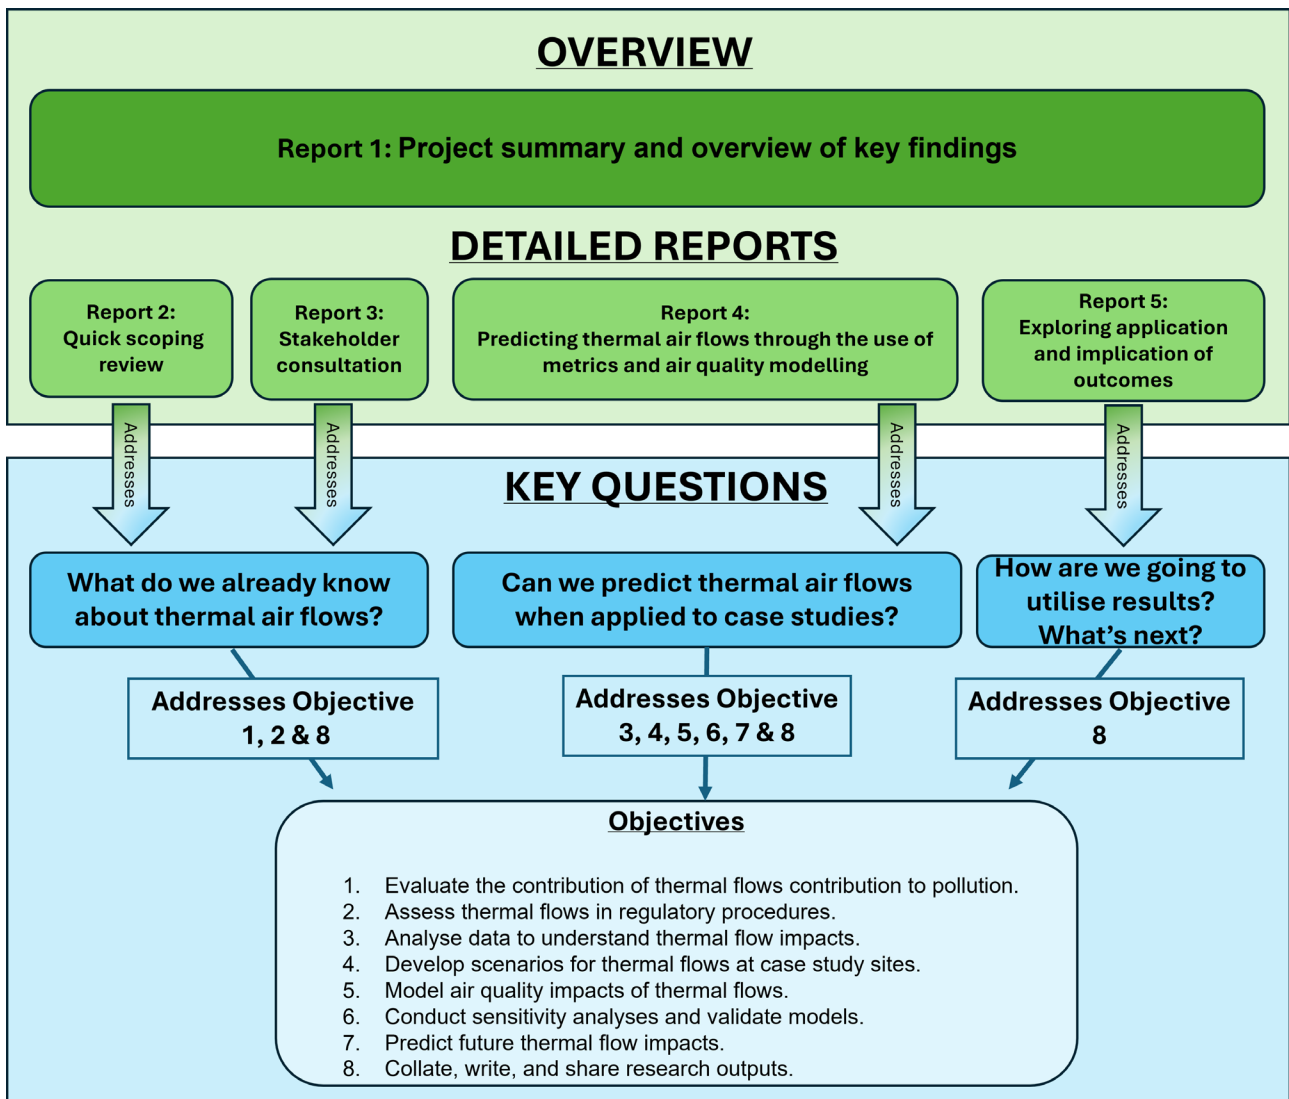 OVERVIEW
Report 1: Project summary and overview of key findings
DETAILED REPORTS
Report 2:
Quick scoping
review
Report 3:
Stakeholder
consultation
Report 4:
Predicting thermal air flows through the use of
metrics and air quality modelling
Report 5:
Exploring application
and implication of
outcomes
Addresses
Addresses
Addresses
Addresses
KEY QUESTIONS
What do we already know
about thermal air flows?
Can we predict thermal air flows
when applied to case studies?
How are we going to
utilise results?
What's next?
Addresses Objective
1, 2 & 8
Addresses Objective
3, 4, 5, 6, 7 & 8
Addresses Objective
8
Objectives
1. Evaluate the contribution of thermal flows contribution to pollution.
2. Assess thermal flows in regulatory procedures.
3. Analyse data to understand thermal flow impacts.
4. Develop scenarios for thermal flows at case study sites.
5. Model air quality impacts of thermal flows.
6. Conduct sensitivity analyses and validate models.
7. Predict future thermal flow impacts.
8. Collate, write, and share research outputs.